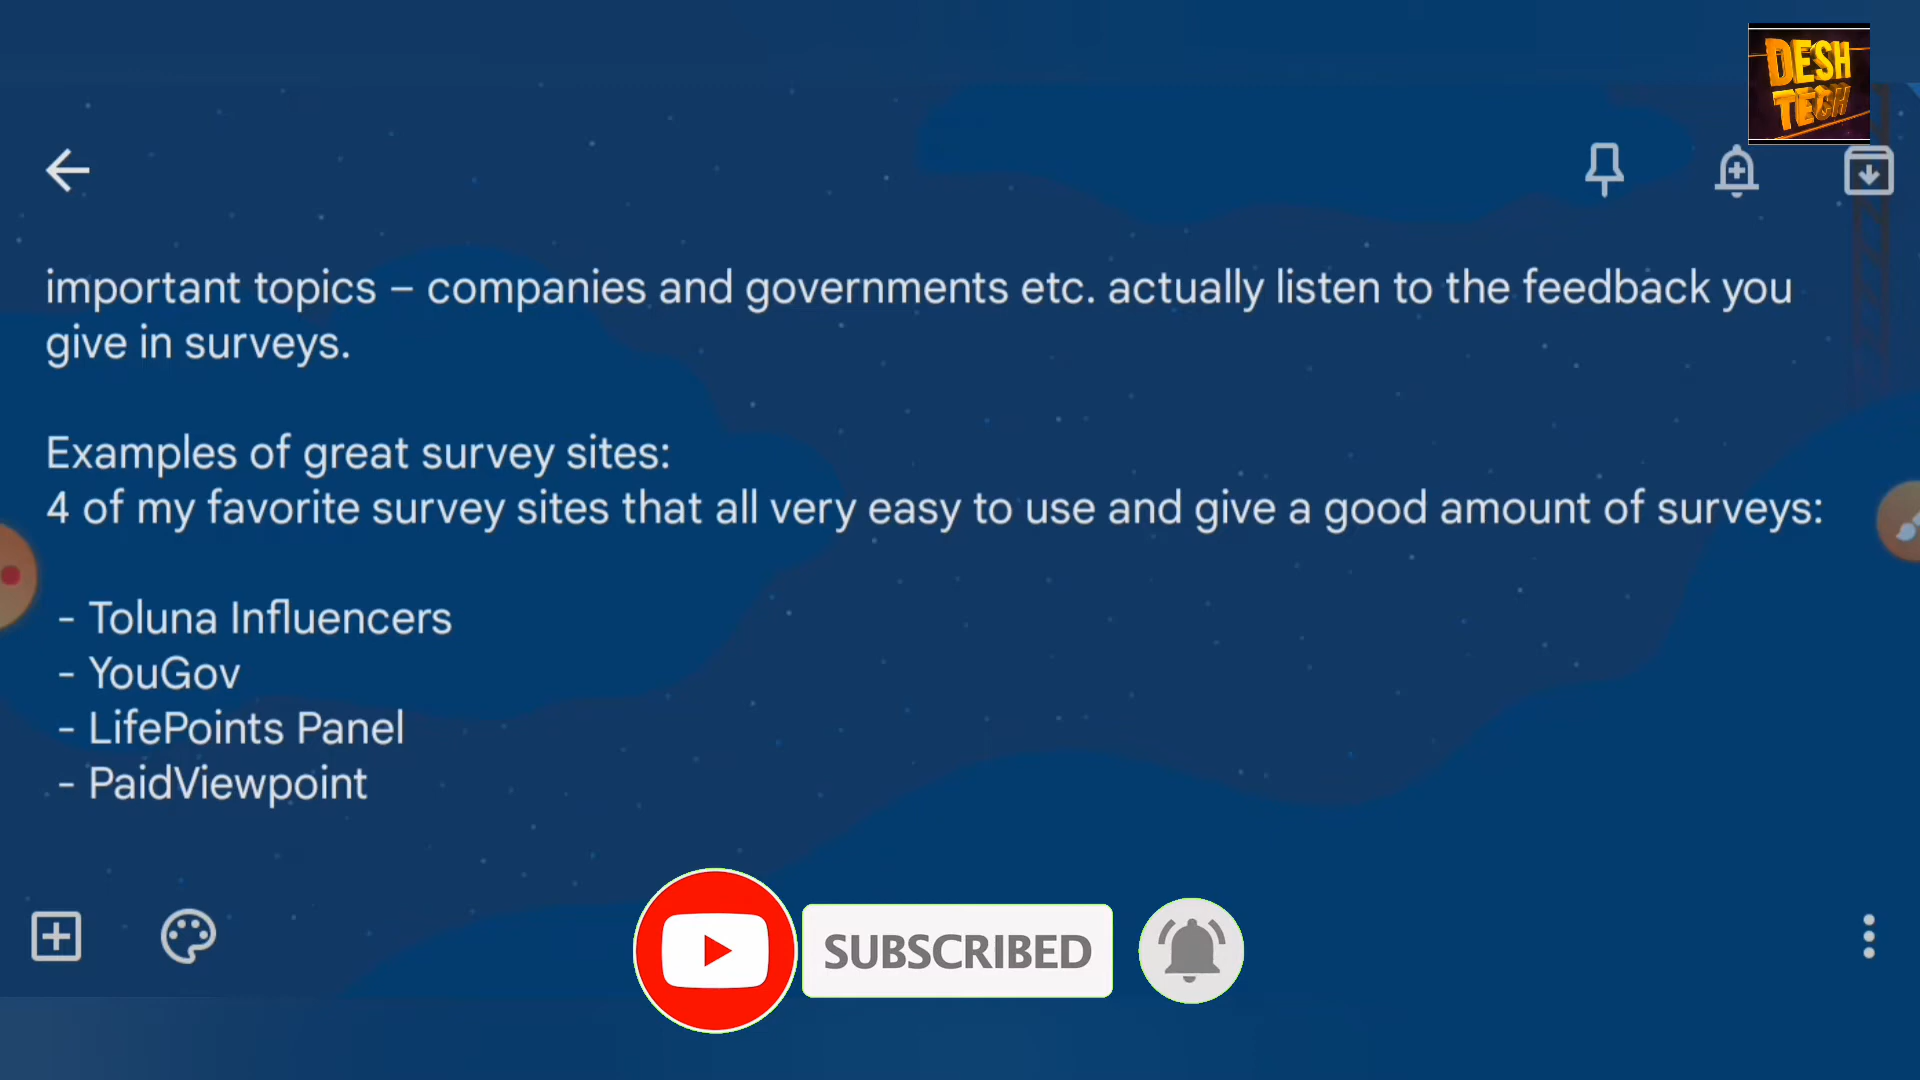 DESH
TECH
important topics – companies and governments etc. actually listen to the feedback you
give in surveys.
Examples of great survey sites:
4 of my favorite survey sites that all very easy to use and give a good amount of surveys:
- Toluna Influencers
- YouGov
- LifePoints Panel
- PaidViewpoint
SUBSCRIBED